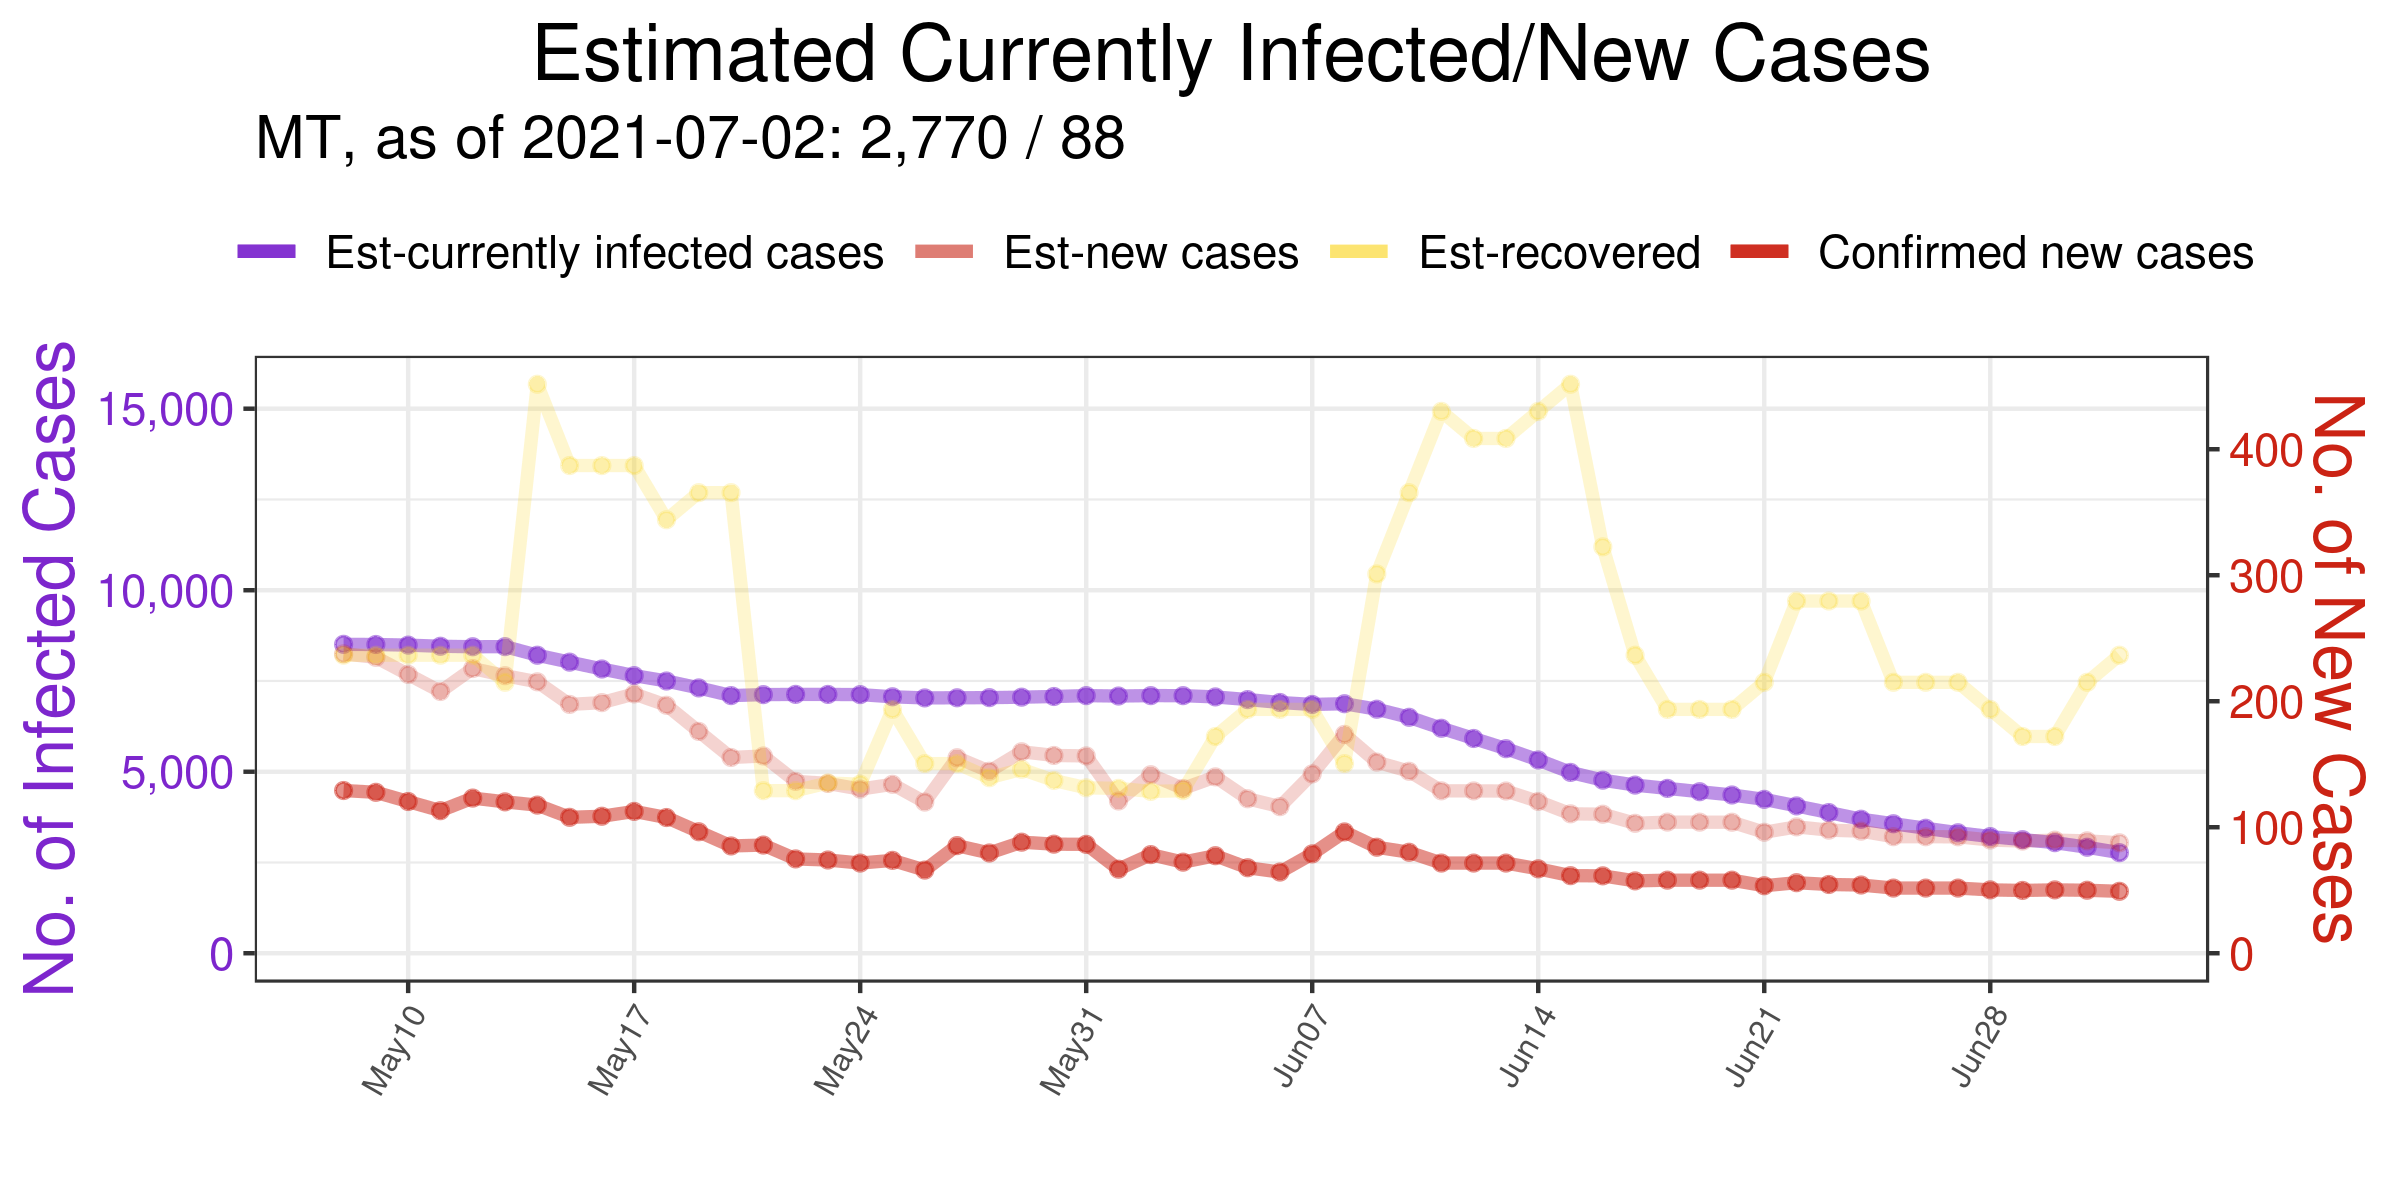 Estimated Currently Infected/New Cases
MT, as of 2021-07-02: 2,770 / 88
Est-currently infected cases Est-new cases Est-recovered Confirmed new cases
No. of Infected Cases
15,000
10,000
5,000
0
400
300
200
100
0
No. of New Cases
May10 May17 May24 May31 Jun07 Jun14 Jun21 Jun28